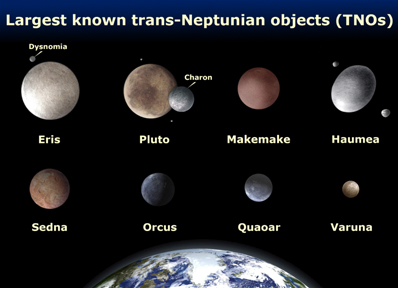 Largest known trans-Neptunian objects (TNOs)
Dysnomia
Charon
Eris
Pluto
Makemake
Haumea
Sedna
Orcus
Quaoar
Varuna